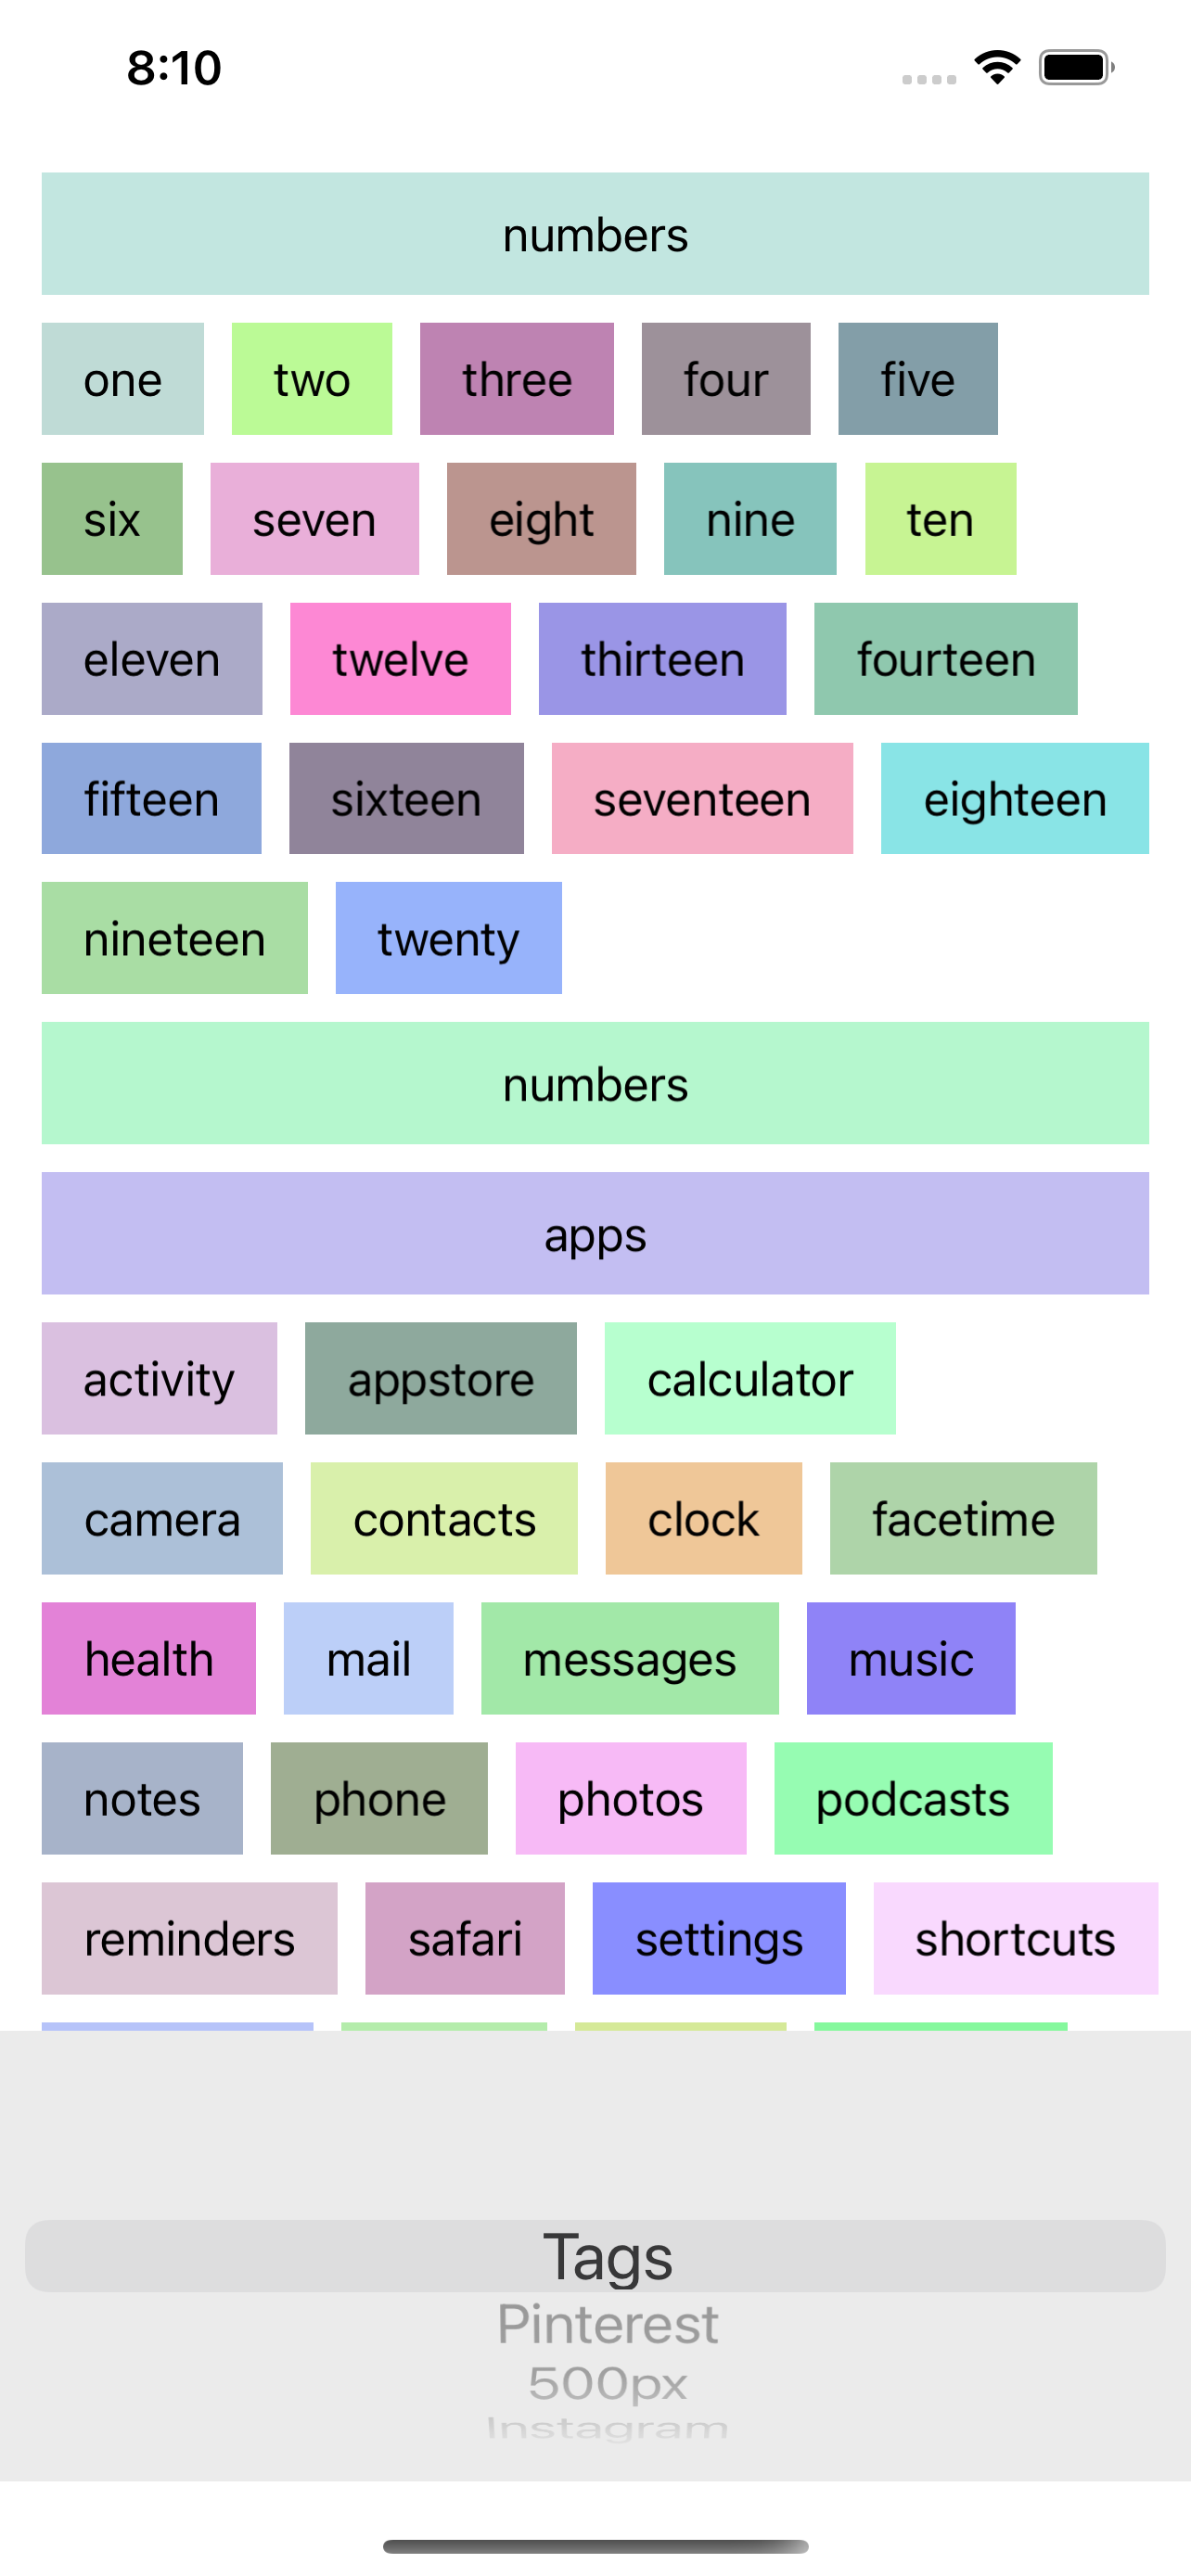 8:10
numbers
one two three four five
six seven eight nine ten
eleven twelve thirteen fourteen
fifteen sixteen seventeen eighteen
nineteen twenty
numbers
apps
activity appstore calculator
camera contacts clock facetime
health mail messages music
notes phone photos podcasts
reminders safari settings shortcuts
Tags
Pinterest
500px
Instagram